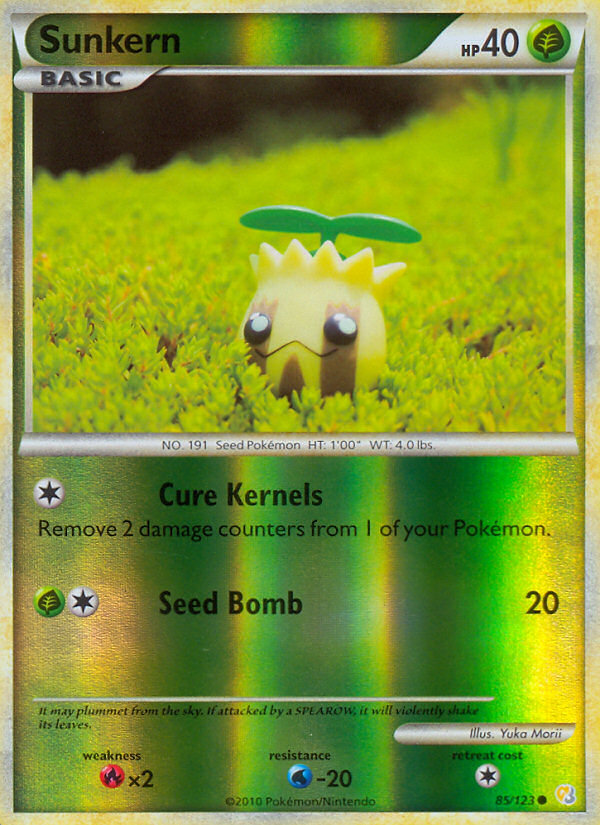 Sunkern
HP 40
BASIC
NO. 191 Seed Pokémon HT: 1'00" WT: 4.0 lbs.
Cure Kernels
Remove 2 damage counters from 1 of your Pokémon.
Seed Bomb 20
It may plummet from the sky. If attacked by a SPEAROW, it will violently shake
its leaves.
Illus. Yuka Morii
weakness resistance retreat cost
×2 -20
©2010 Pokémon/Nintendo 85/123